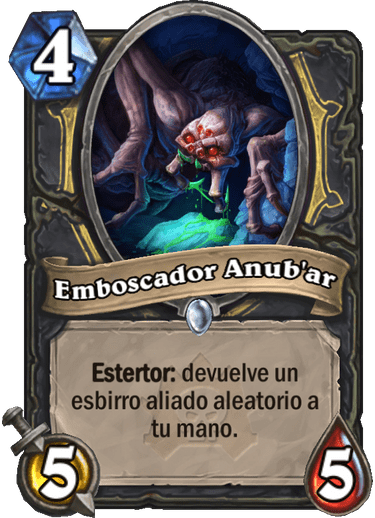 4
Emboscador Anub'ar
Estertor: devuelve un
esbirro aliado aleatorio a
tu mano.
5
5